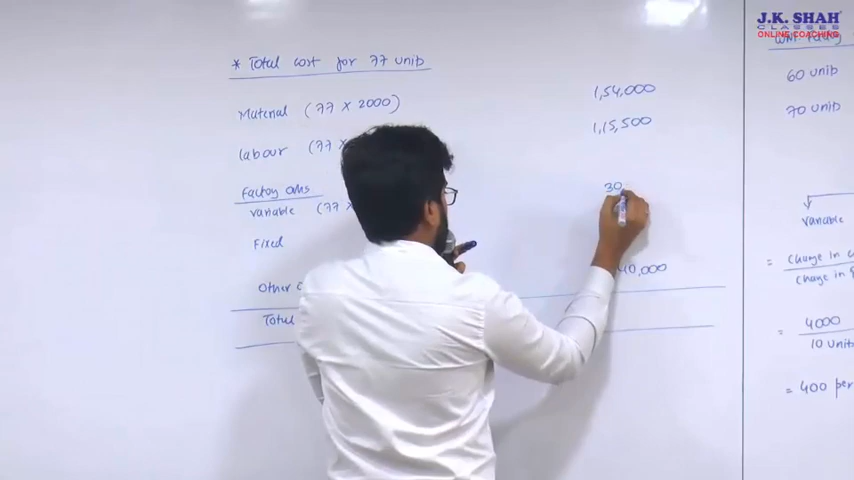 J.K. SHAH
CLASSES
ONLINE COACHING
* Total cost for 77 units
Material (77 x 2000) 1,54,000
Labour (77 x 1,15,500
Factory OHs 30
Variable (77 x
Fixed
Other 40,000
Total
60 units
70 units
Variable
= Change in
Change in
= 4000
10 units
= 400 per